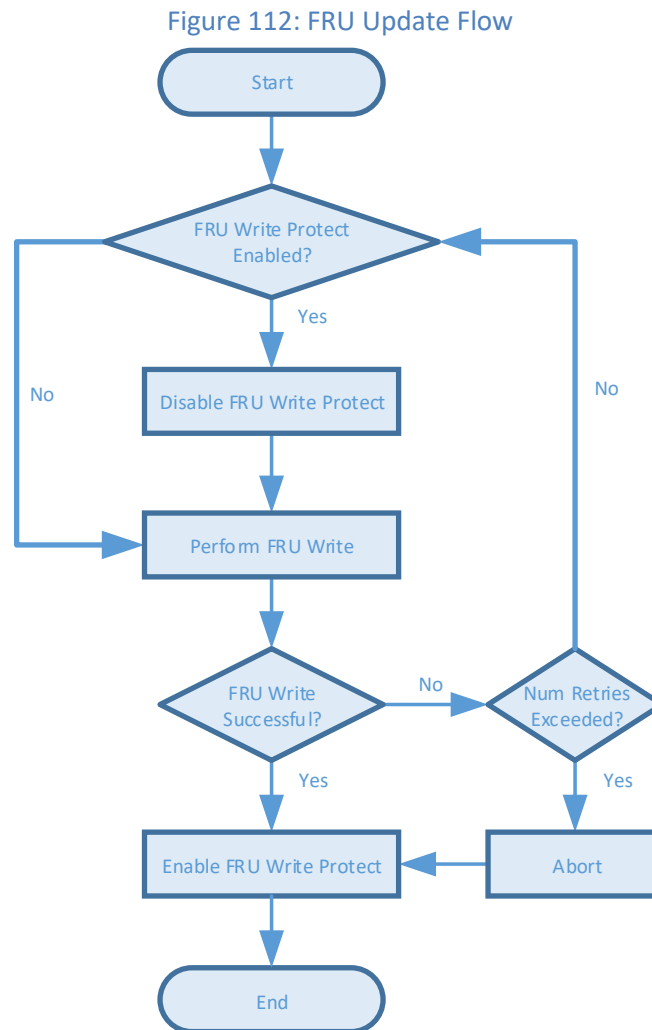 Figure 112: FRU Update Flow
Start
FRU Write Protect
Enabled?
Yes
No
No
Disable FRU Write Protect
Perform FRU Write
FRU Write
Successful?
No
Num Retries
Exceeded?
Yes
Yes
Enable FRU Write Protect
Abort
End